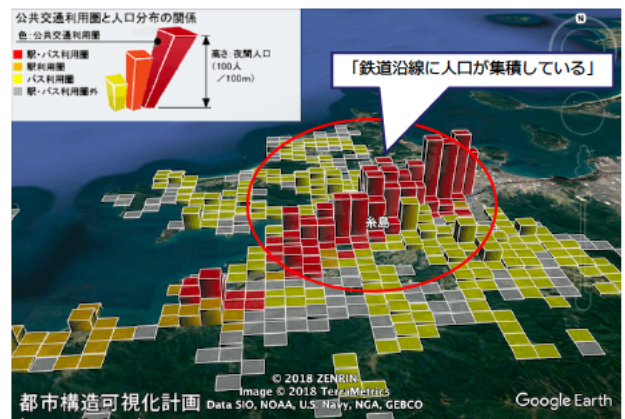 公共交通利用圏と人口分布の関係
色:公共交通利用圏
駅・バス利用圏
駅利用圏
バス利用圏
駅・バス利用圏外
高さ:夜間人口
(100人
/100m)
「鉄道沿線に人口が集積している」
N
糸島
© 2018 ZENRIN
Image © 2018 TerraMetrics
都市構造可視化計画 Data SIO, NOAA, U.S. Navy, NGA, GEBCO
Google Earth